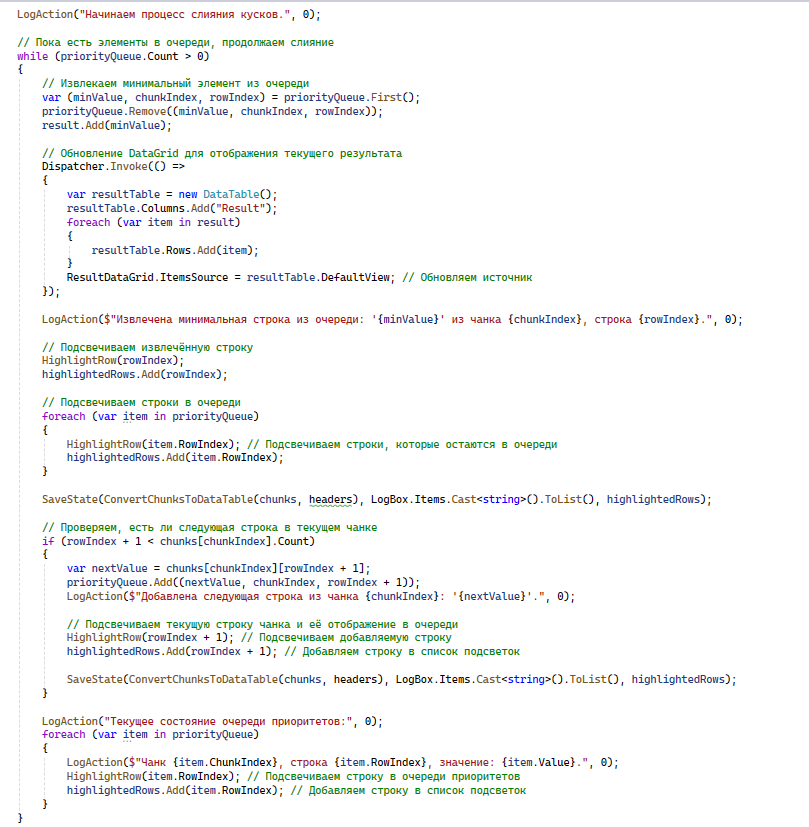 LogAction("Начинаем процесс слияния кусков.", 0);
// Пока есть элементы в очереди, продолжаем слияние
while (priorityQueue.Count > 0)
{
// Извлекаем минимальный элемент из очереди
var (minValue, chunkIndex, rowIndex) = priorityQueue.First();
priorityQueue.Remove((minValue, chunkIndex, rowIndex));
result.Add(minValue);
// Обновление DataGrid для отображения текущего результата
Dispatcher.Invoke(() =>
{
var resultTable = new DataTable();
resultTable.Columns.Add("Result");
foreach (var item in result)
{
resultTable.Rows.Add(item);
}
ResultDataGrid.ItemsSource = resultTable.DefaultView; // Обновляем источник
});
LogAction($"Извлечена минимальная строка из очереди: '{minValue}' из чанка {chunkIndex}, строка {rowIndex}.", 0);
// Подсвечиваем извлечённую строку
HighlightRow(rowIndex);
highlightedRows.Add(rowIndex);
// Подсвечиваем строки в очереди
foreach (var item in priorityQueue)
{
HighlightRow(item.RowIndex); // Подсвечиваем строки, которые остаются в очереди
highlightedRows.Add(item.RowIndex);
}
SaveState(ConvertChunksToDataTable(chunks, headers), LogBox.Items.Cast<string>().ToList(), highlightedRows);
// Проверяем, есть ли следующая строка в текущем чанке
if (rowIndex + 1 < chunks[chunkIndex].Count)
{
var nextValue = chunks[chunkIndex][rowIndex + 1];
priorityQueue.Add((nextValue, chunkIndex, rowIndex + 1));
LogAction($"Добавлена следующая строка из чанка {chunkIndex}: '{nextValue}'.", 0);
// Подсвечиваем текущую строку чанка и её отображение в очереди
HighlightRow(rowIndex + 1); // Подсвечиваем добавляемую строку
highlightedRows.Add(rowIndex + 1); // Добавляем строку в список подсветок
SaveState(ConvertChunksToDataTable(chunks, headers), LogBox.Items.Cast<string>().ToList(), highlightedRows);
}
LogAction("Текущее состояние очереди приоритетов:", 0);
foreach (var item in priorityQueue)
{
LogAction($"Чанк {item.ChunkIndex}, строка {item.RowIndex}, значение: {item.Value}.", 0);
HighlightRow(item.RowIndex); // Подсвечиваем строку в очереди приоритетов
highlightedRows.Add(item.RowIndex); // Добавляем строку в список подсветок
}
}